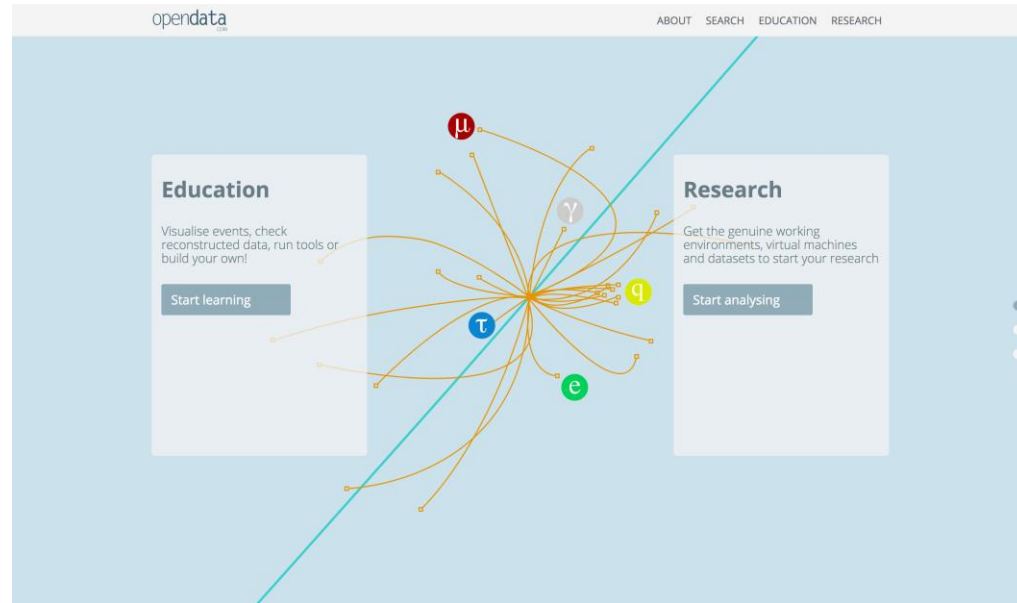 opendata
CERN
ABOUT SEARCH EDUCATION RESEARCH
μ
γ
q
τ
e
Education
Visualise events, check
reconstructed data, run tools or
build your own!
Start learning
Research
Get the genuine working
environments, virtual machines
and datasets to start your research
Start analysing